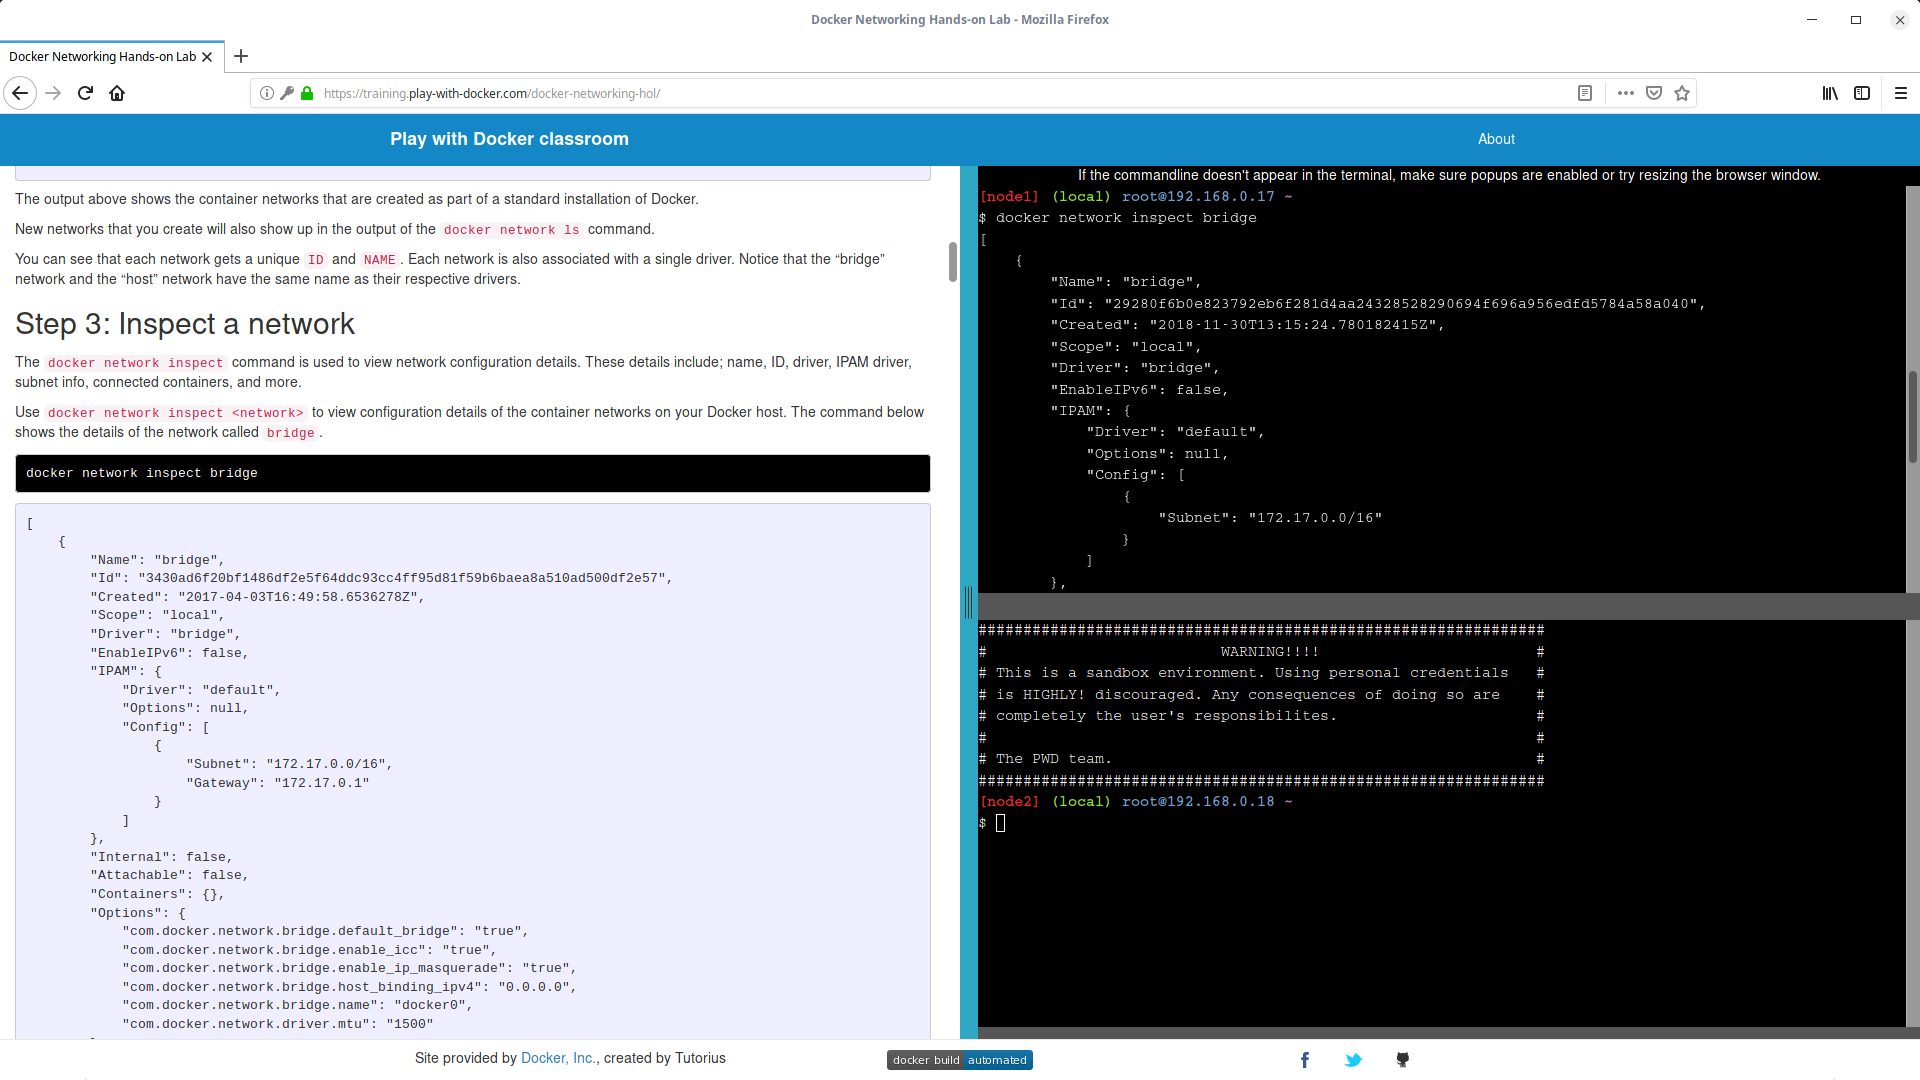 Docker Networking Hands-on Lab - Mozilla Firefox
Docker Networking Hands-on Lab
https://training.play-with-docker.com/docker-networking-hol/
Play with Docker classroom
About
The output above shows the container networks that are created as part of a standard installation of Docker.
New networks that you create will also show up in the output of the docker network ls command.
You can see that each network gets a unique ID and NAME. Each network is also associated with a single driver. Notice that the “bridge”
network and the “host” network have the same name as their respective drivers.
Step 3: Inspect a network
The docker network inspect command is used to view network configuration details. These details include; name, ID, driver, IPAM driver,
subnet info, connected containers, and more.
Use docker network inspect <network> to view configuration details of the container networks on your Docker host. The command below
shows the details of the network called bridge.
docker network inspect bridge
[
    {
        "Name": "bridge",
        "Id": "3430ad6f20bf1486df2e5f64ddc93cc4ff95d81f59b6baea8a510ad500df2e57",
        "Created": "2017-04-03T16:49:58.6536278Z",
        "Scope": "local",
        "Driver": "bridge",
        "EnableIPv6": false,
        "IPAM": {
            "Driver": "default",
            "Options": null,
            "Config": [
                {
                    "Subnet": "172.17.0.0/16",
                    "Gateway": "172.17.0.1"
                }
            ]
        },
        "Internal": false,
        "Attachable": false,
        "Containers": {},
        "Options": {
            "com.docker.network.bridge.default_bridge": "true",
            "com.docker.network.bridge.enable_icc": "true",
            "com.docker.network.bridge.enable_ip_masquerade": "true",
            "com.docker.network.bridge.host_binding_ipv4": "0.0.0.0",
            "com.docker.network.bridge.name": "docker0",
            "com.docker.network.driver.mtu": "1500"
If the commandline doesn't appear in the terminal, make sure popups are enabled or try resizing the browser window.
[node1] (local) root@192.168.0.17 ~
$ docker network inspect bridge
[
    {
        "Name": "bridge",
        "Id": "29280f6b0e823792eb6f281d4aa24328528290694f696a956edfd5784a58a040",
        "Created": "2018-11-30T13:15:24.780182415Z",
        "Scope": "local",
        "Driver": "bridge",
        "EnableIPv6": false,
        "IPAM": {
            "Driver": "default",
            "Options": null,
            "Config": [
                {
                    "Subnet": "172.17.0.0/16"
                }
            ]
        },
###############################################################
#                          WARNING!!!!                        #
# This is a sandbox environment. Using personal credentials   #
# is HIGHLY! discouraged. Any consequences of doing so are    #
# completely the user's responsibilites.                      #
#                                                             #
# The PWD team.                                               #
###############################################################
[node2] (local) root@192.168.0.18 ~
$
Site provided by Docker, Inc., created by Tutorius
docker build automated